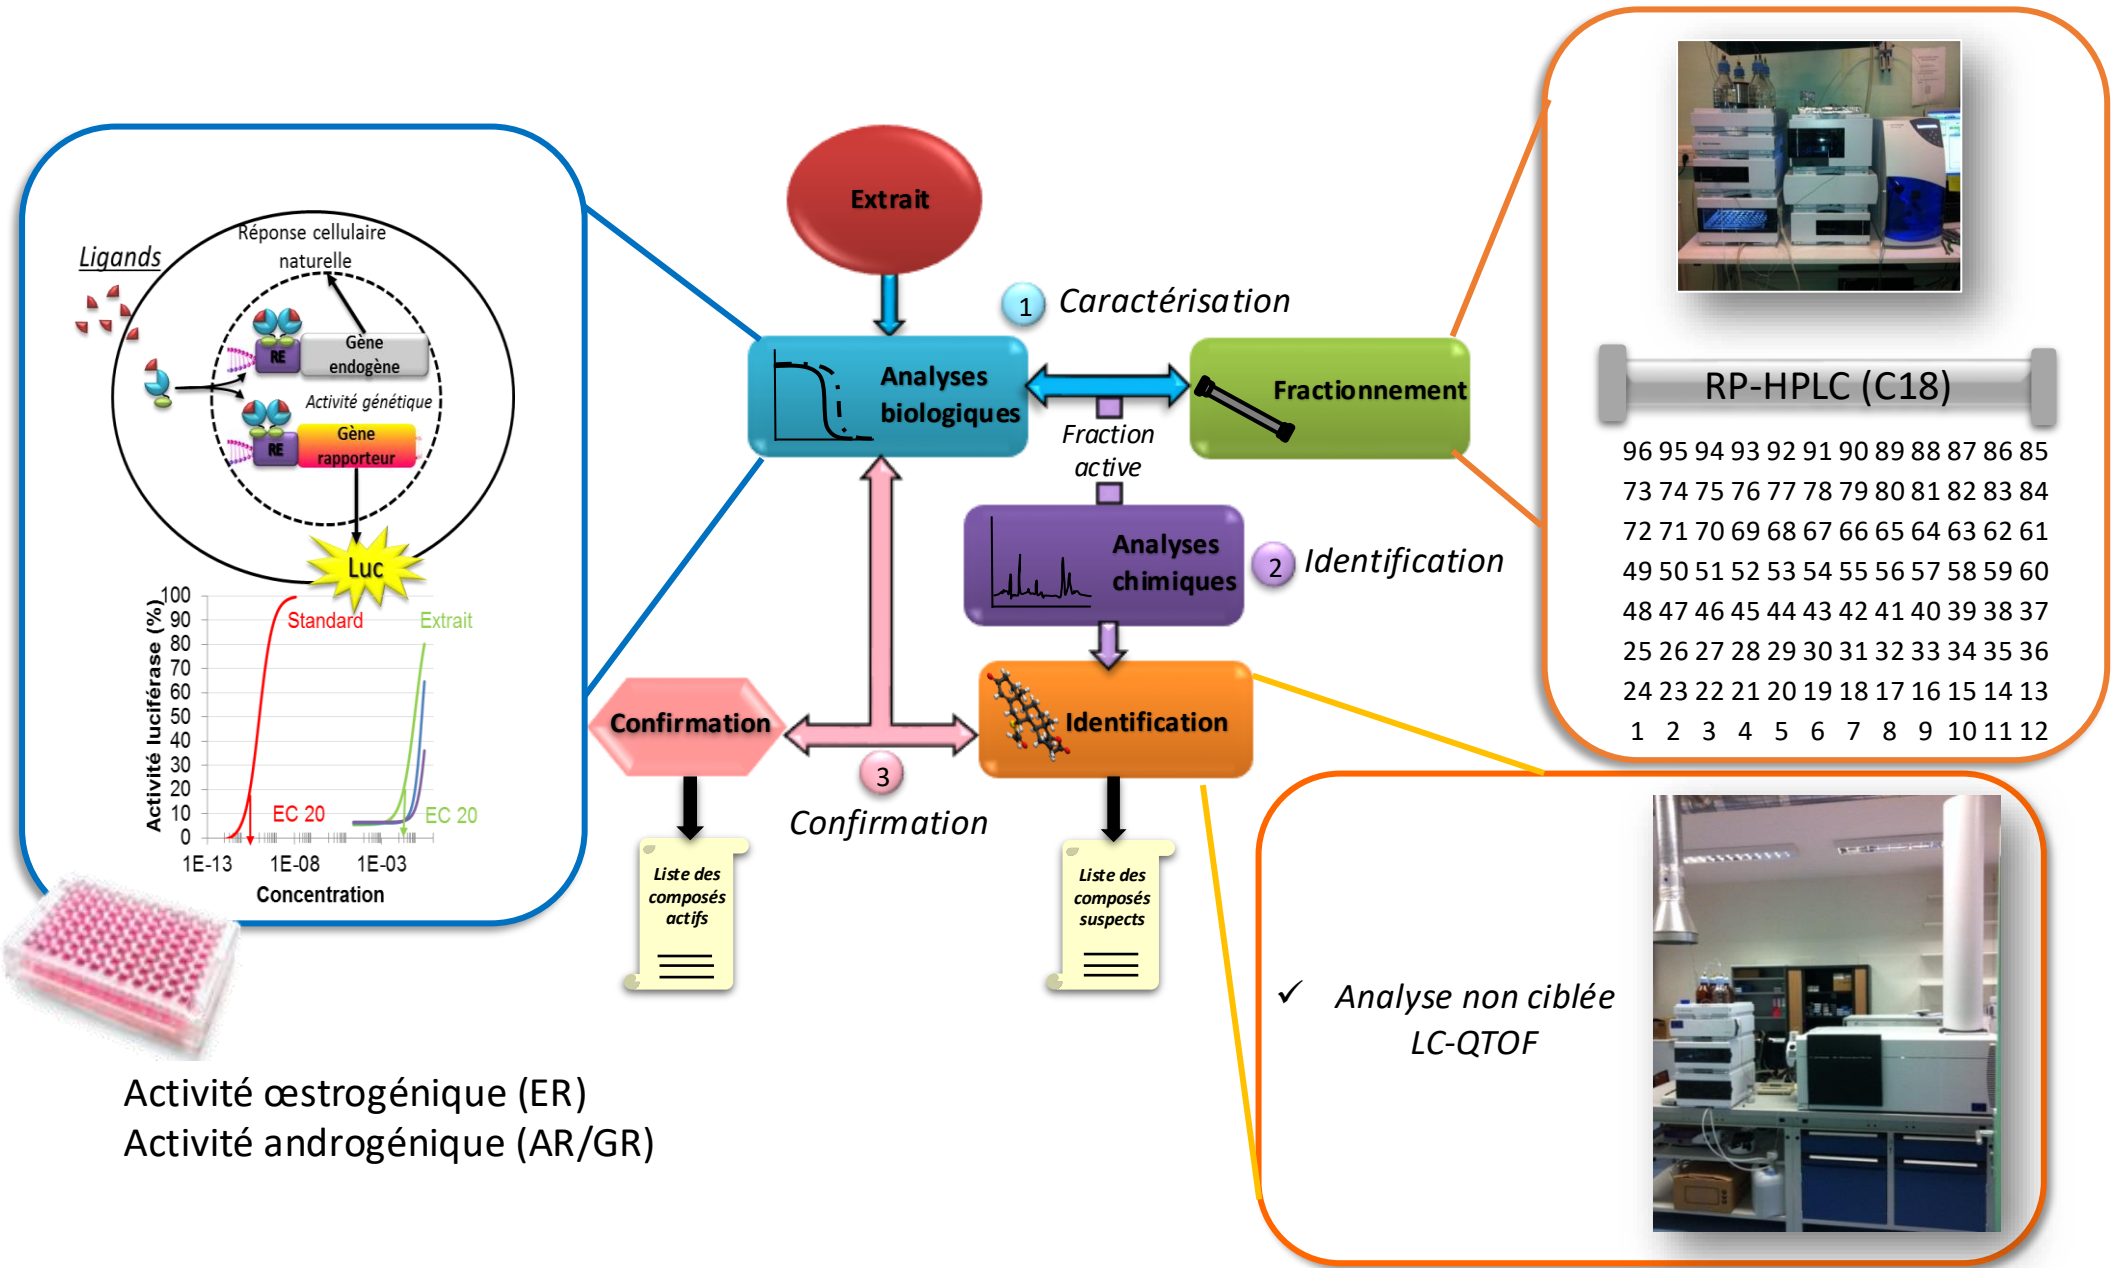 Extrait
1 Caractérisation
Analyses
biologiques
Fractionnement
Fraction
active
Analyses
chimiques
2 Identification
Identification
Confirmation
3
Confirmation
Liste des
composés
actifs
Liste des
composés
suspects
Ligands
Réponse cellulaire
naturelle
RE
Gène
endogène
Activité génétique
RE
Gène
rapporteur
Luc
Activité luciférase (%)
100
90
80
70
60
50
40
30
20
10
0
Standard
Extrait
EC 20
EC 20
1E-13 1E-08 1E-03
Concentration
Activité œstrogénique (ER)
Activité androgénique (AR/GR)
RP-HPLC (C18)
96 95 94 93 92 91 90 89 88 87 86 85
73 74 75 76 77 78 79 80 81 82 83 84
72 71 70 69 68 67 66 65 64 63 62 61
49 50 51 52 53 54 55 56 57 58 59 60
48 47 46 45 44 43 42 41 40 39 38 37
25 26 27 28 29 30 31 32 33 34 35 36
24 23 22 21 20 19 18 17 16 15 14 13
1 2 3 4 5 6 7 8 9 10 11 12
✓ Analyse non ciblée
LC-QTOF